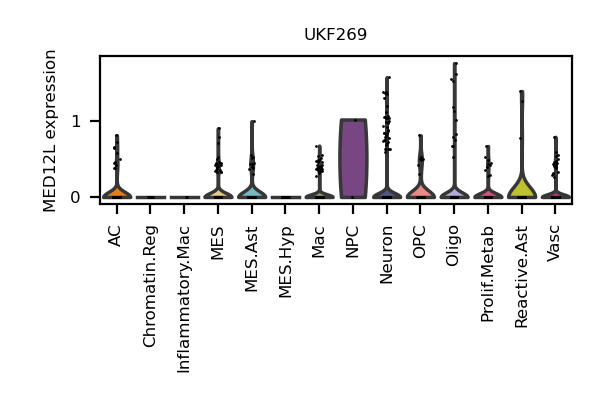 UKF269
MED12L expression
1
0
AC
Chromatin.Reg
Inflammatory.Mac
MES
MES.Ast
MES.Hyp
Mac
NPC
Neuron
OPC
Oligo
Prolif.Metab
Reactive.Ast
Vasc